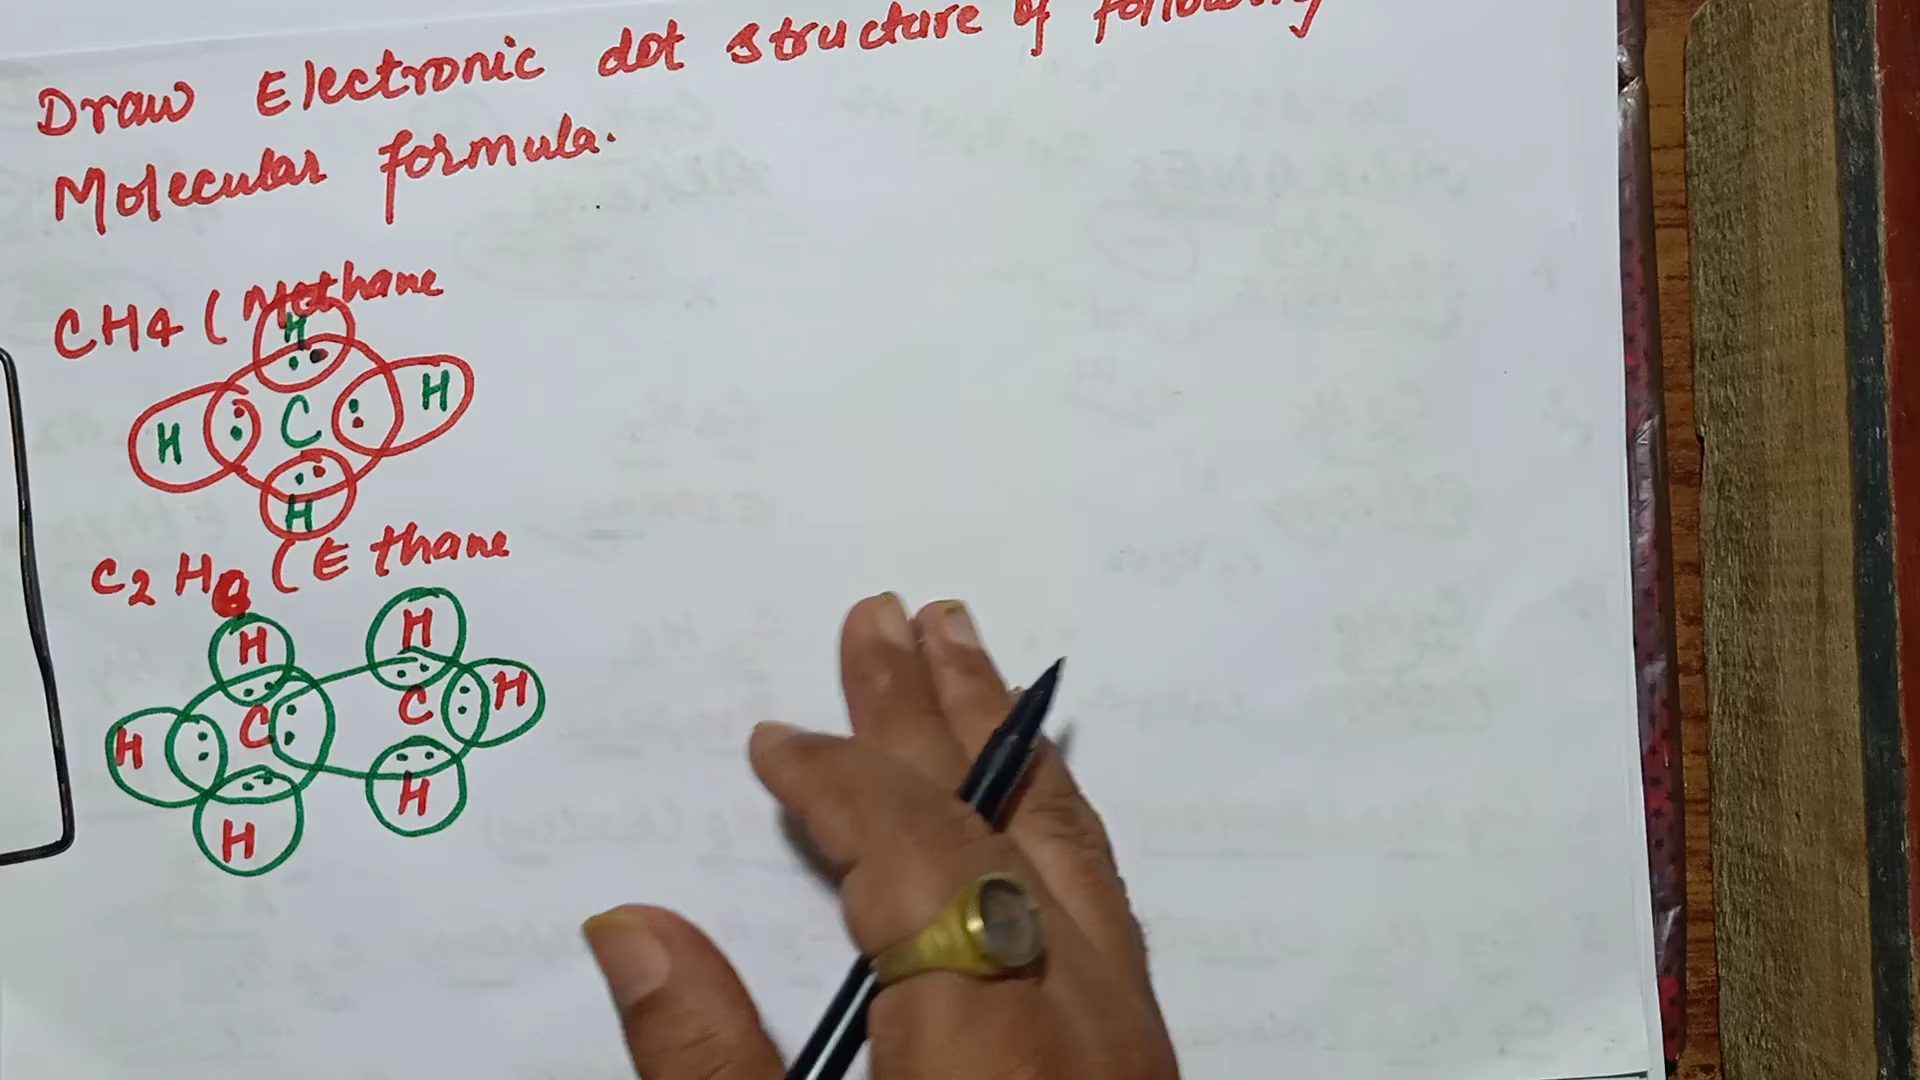 Draw Electronic dot structure of following
Molecular formula.
CH4 (Methane
H
H C H
H
C2 H6 (Ethane
H H
H C C H
H H